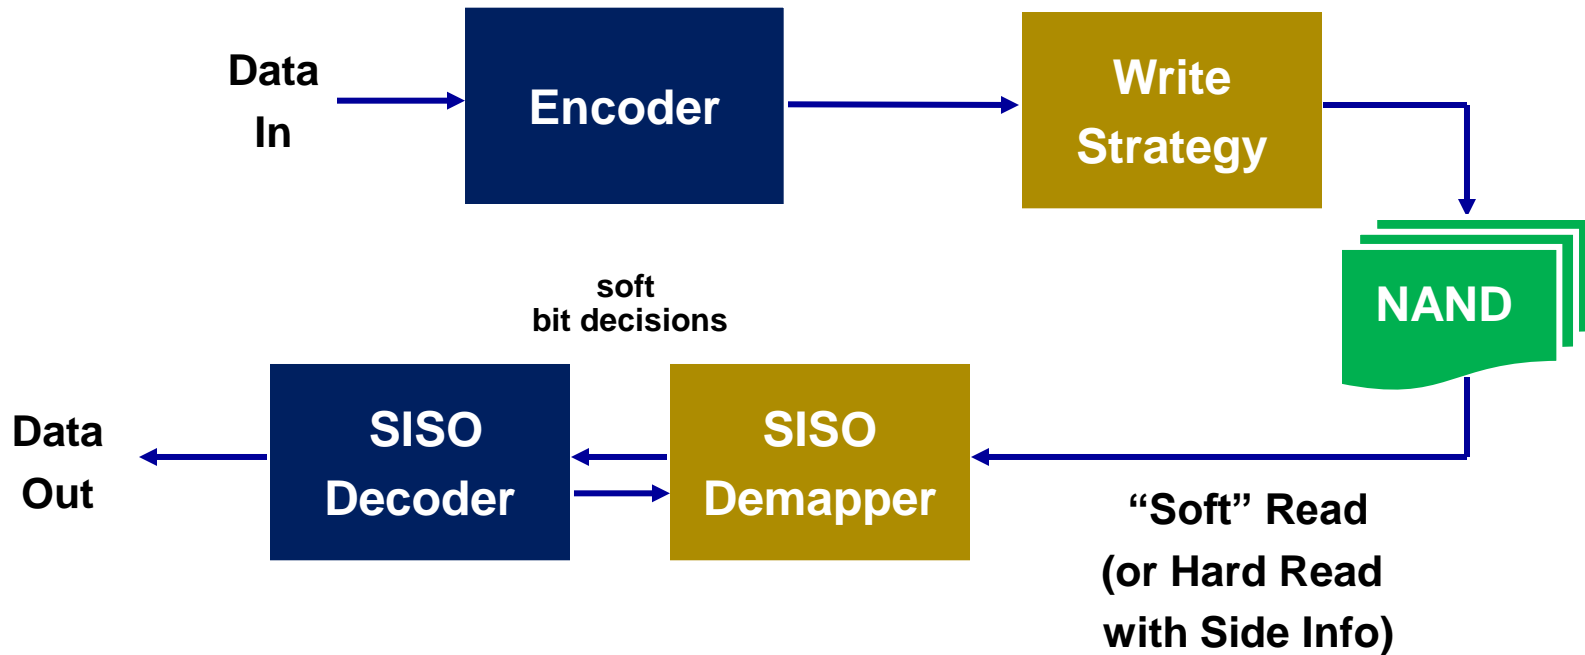 Data
In
Encoder
Write
Strategy
NAND
soft
bit decisions
Data
Out
SISO
Decoder
SISO
Demapper
“Soft” Read
(or Hard Read
with Side Info)